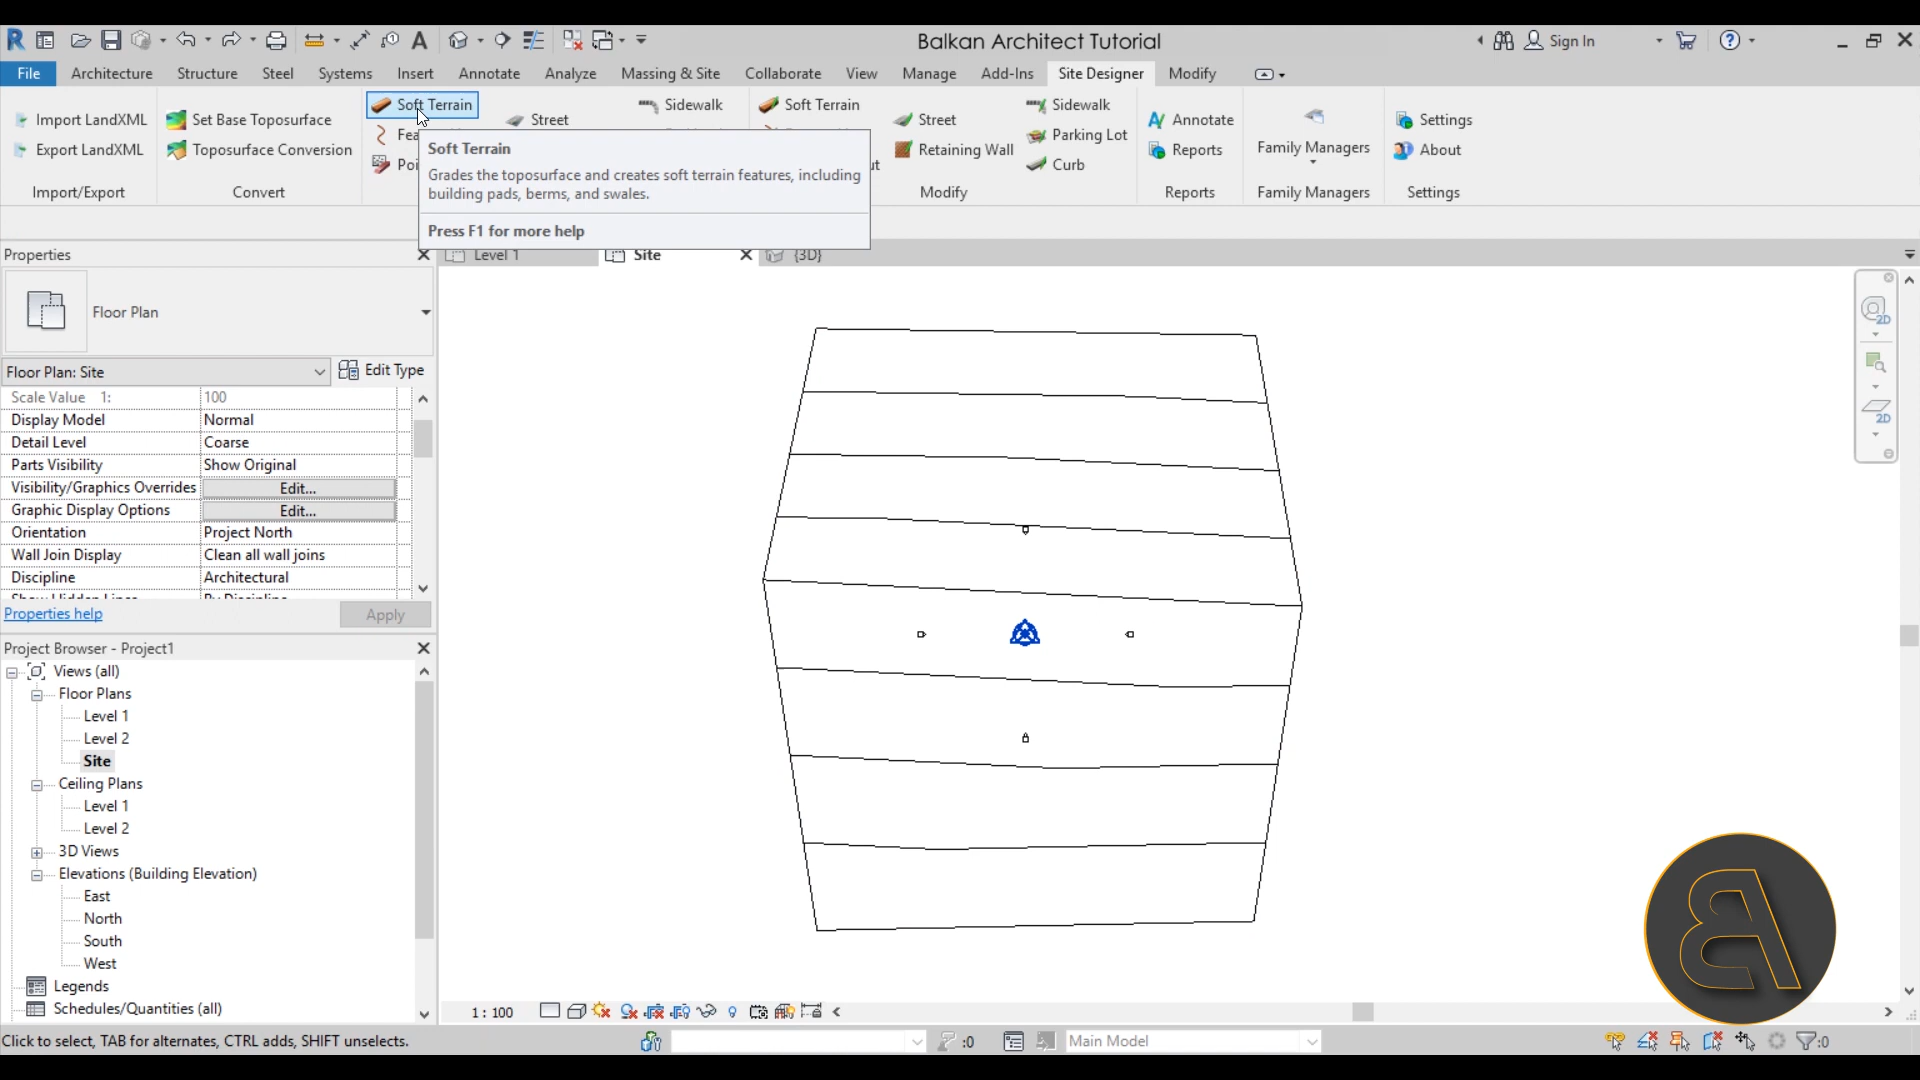 Balkan Architect Tutorial
Sign In
File Architecture Structure Steel Systems Insert Annotate Analyze Massing & Site Collaborate View Manage Add-Ins Site Designer Modify
Import LandXML
Export LandXML
Import/Export
Set Base Toposurface
Toposurface Conversion
Convert
Soft Terrain
Street
Sidewalk
Soft Terrain
Street
Retaining Wall
Sidewalk
Parking Lot
Curb
Modify
Annotate
Reports
Reports
Family Managers
Family Managers
Settings
About
Settings
Soft Terrain
Grades the toposurface and creates soft terrain features, including
building pads, berms, and swales.
Press F1 for more help
Level 1
Site
{3D}
Properties
Floor Plan
Floor Plan: Site
Edit Type
Scale Value 1: 100
Display Model Normal
Detail Level Coarse
Parts Visibility Show Original
Visibility/Graphics Overrides Edit...
Graphic Display Options Edit...
Orientation Project North
Wall Join Display Clean all wall joins
Discipline Architectural
Properties help
Apply
Project Browser - Project1
Views (all)
Floor Plans
Level 1
Level 2
Site
Ceiling Plans
Level 1
Level 2
3D Views
Elevations (Building Elevation)
East
North
South
West
Legends
Schedules/Quantities (all)
2D
2D
1 : 100
Click to select, TAB for alternates, CTRL adds, SHIFT unselects.
:0
Main Model
:0